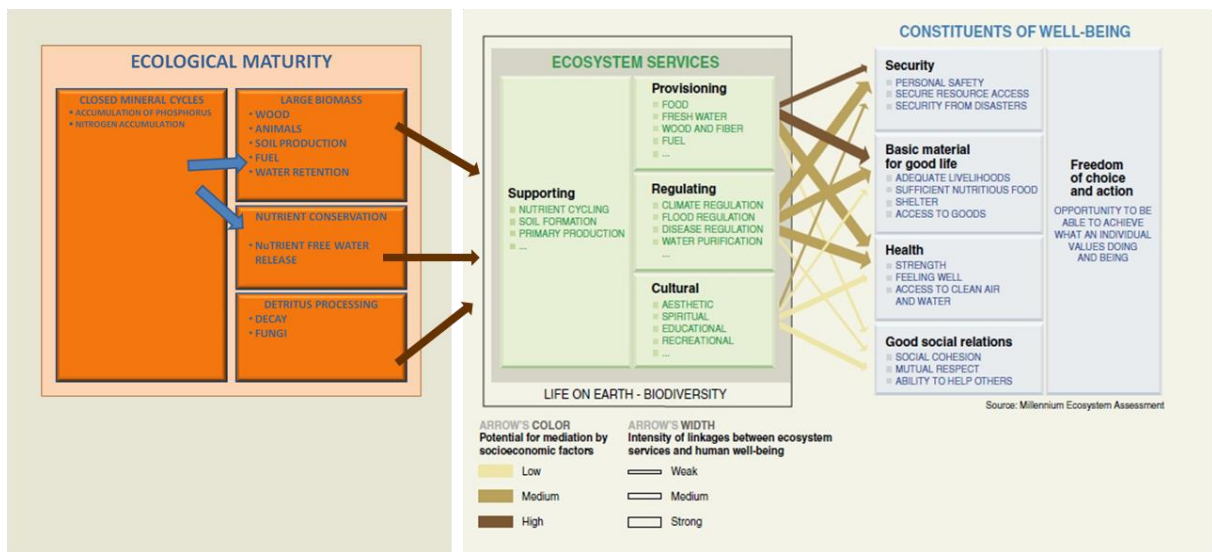 ECOLOGICAL MATURITY
CLOSED MINERAL CYCLES
• ACCUMULATION OF PHOSPHORUS
• NITROGEN ACCUMULATION
LARGE BIOMASS
• WOOD
• ANIMALS
• SOIL PRODUCTION
• FUEL
• WATER RETENTION
NUTRIENT CONSERVATION
• NuTRIENT FREE WATER
RELEASE
DETRITUS PROCESSING
• DECAY
• FUNGI
ECOSYSTEM SERVICES
Supporting
NUTRIENT CYCLING
SOIL FORMATION
PRIMARY PRODUCTION
...
Provisioning
FOOD
FRESH WATER
WOOD AND FIBER
FUEL
...
Regulating
CLIMATE REGULATION
FLOOD REGULATION
DISEASE REGULATION
WATER PURIFICATION
...
Cultural
AESTHETIC
SPIRITUAL
EDUCATIONAL
RECREATIONAL
...
LIFE ON EARTH - BIODIVERSITY
CONSTITUENTS OF WELL-BEING
Security
PERSONAL SAFETY
SECURE RESOURCE ACCESS
SECURITY FROM DISASTERS
Basic material
for good life
ADEQUATE LIVELIHOODS
SUFFICIENT NUTRITIOUS FOOD
SHELTER
ACCESS TO GOODS
Health
STRENGTH
FEELING WELL
ACCESS TO CLEAN AIR
AND WATER
Good social relations
SOCIAL COHESION
MUTUAL RESPECT
ABILITY TO HELP OTHERS
Freedom
of choice
and action
OPPORTUNITY TO BE
ABLE TO ACHIEVE
WHAT AN INDIVIDUAL
VALUES DOING
AND BEING
Source: Millennium Ecosystem Assessment
ARROW'S COLOR
Potential for mediation by
socioeconomic factors
Low
Medium
High
ARROW'S WIDTH
Intensity of linkages between ecosystem
services and human well-being
Weak
Medium
Strong